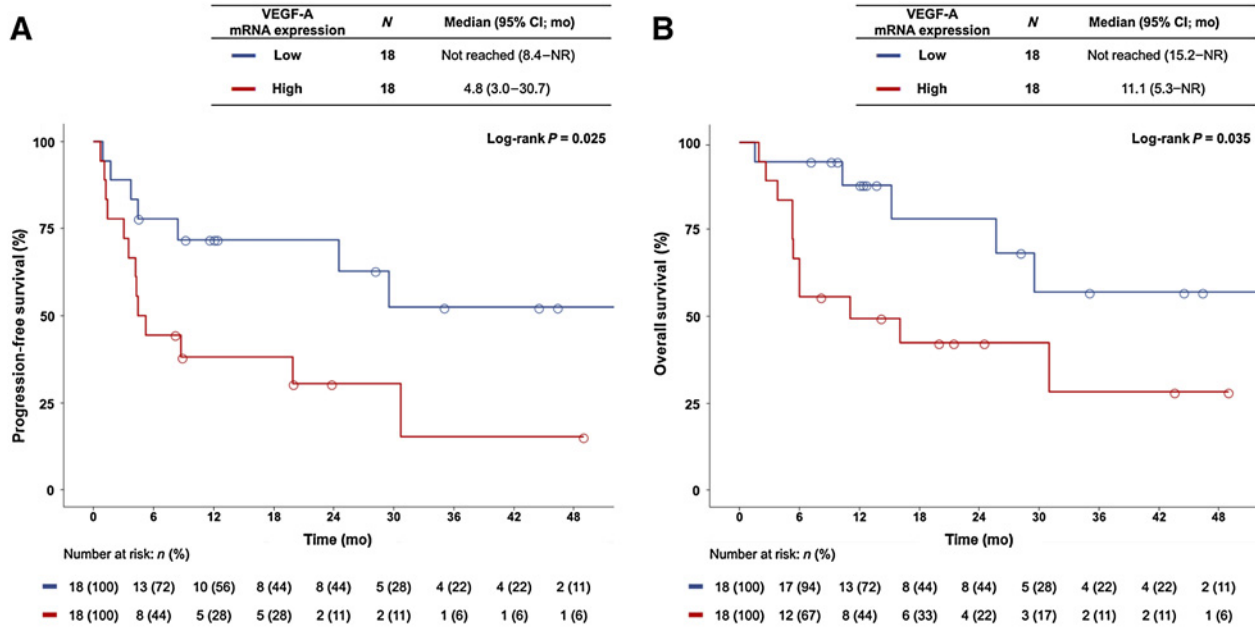 A
VEGF-A
mRNA expression N Median (95% CI; mo)
Low 18 Not reached (8.4–NR)
High 18 4.8 (3.0–30.7)
Log-rank P = 0.025
100
75
50
25
0
Progression-free survival (%)
0 6 12 18 24 30 36 42 48
Time (mo)
Number at risk: n (%)
18 (100) 13 (72) 10 (56) 8 (44) 8 (44) 5 (28) 4 (22) 4 (22) 2 (11)
18 (100) 8 (44) 5 (28) 5 (28) 2 (11) 2 (11) 1 (6) 1 (6) 1 (6)
B
VEGF-A
mRNA expression N Median (95% CI; mo)
Low 18 Not reached (15.2–NR)
High 18 11.1 (5.3–NR)
Log-rank P = 0.035
100
75
50
25
0
Overall survival (%)
0 6 12 18 24 30 36 42 48
Time (mo)
Number at risk: n (%)
18 (100) 17 (94) 13 (72) 8 (44) 8 (44) 5 (28) 4 (22) 4 (22) 2 (11)
18 (100) 12 (67) 8 (44) 6 (33) 4 (22) 3 (17) 2 (11) 2 (11) 1 (6)